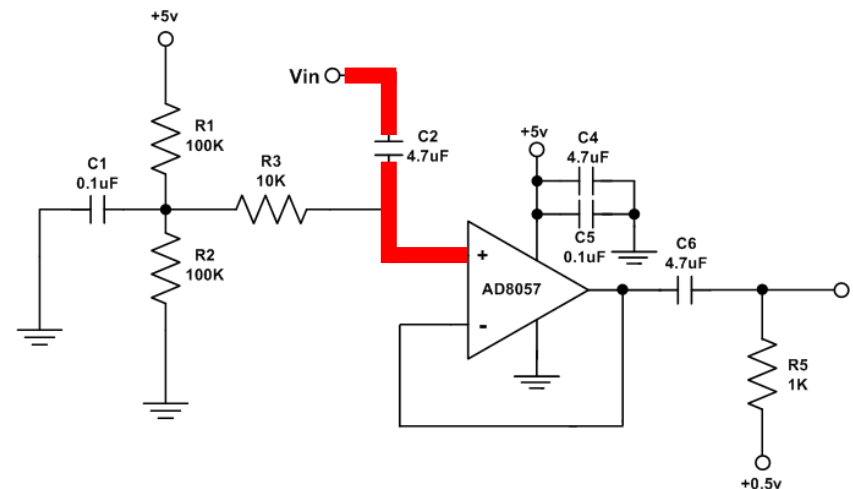 +5v
Vin
R1
100K
C1
0.1uF
R3
10K
C2
4.7uF
+5v
C4
4.7uF
R2
100K
C5
0.1uF
C6
4.7uF
+
AD8057
-
R5
1K
+0.5v